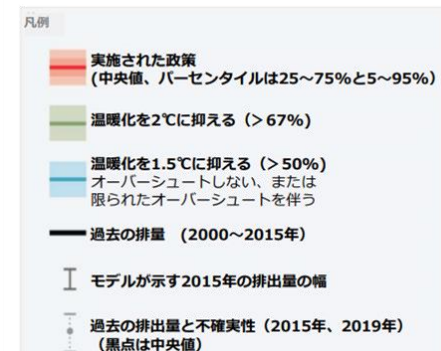 凡例
実施された政策
(中央値、パーセンタイルは25～75%と5～95%)
温暖化を2℃に抑える（＞67%)
温暖化を1.5℃に抑える（＞50%)
オーバーシュートしない、または
限られたオーバーシュートを伴う
過去の排量 (2000～2015年）
モデルが示す2015年の排出量の幅
過去の排出量と不確実性（2015年、2019年）
（黒点は中央値）